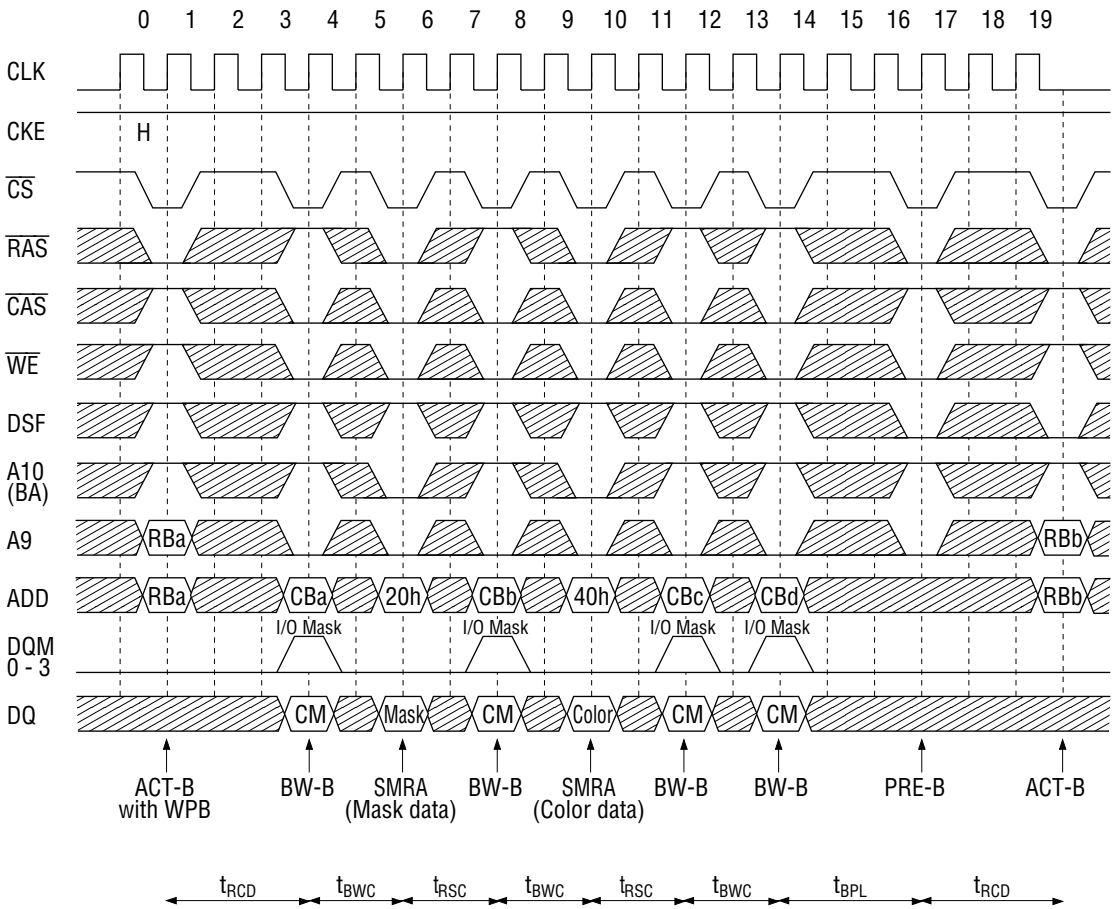 0 1 2 3 4 5 6 7 8 9 10 11 12 13 14 15 16 17 18 19
CLK
CKE H
CS
RAS
CAS
WE
DSF
A10
(BA)
A9 RBa RBb
ADD RBa CBa 20h CBb 40h CBc CBd RBb
I/O Mask I/O Mask I/O Mask I/O Mask
DQM
0 - 3
DQ CM Mask CM Color CM CM
ACT-B BW-B SMRA BW-B SMRA BW-B BW-B PRE-B ACT-B
with WPB (Mask data) (Color data)
tRCD tBWC tRSC tBWC tRSC tBWC tBPL tRCD